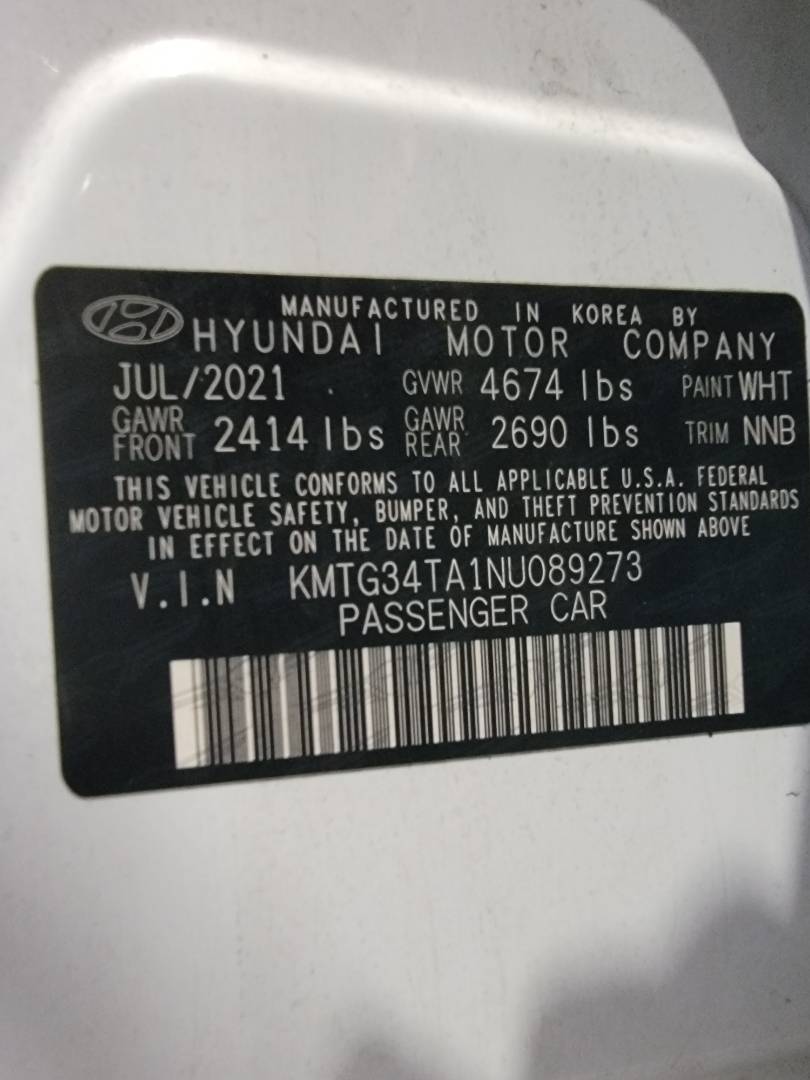 MANUFACTURED IN KOREA BY
HYUNDAI MOTOR COMPANY
JUL/2021 GVWR 4674 lbs PAINT WHT
GAWR FRONT 2414 lbs GAWR REAR 2690 lbs TRIM NNB
THIS VEHICLE CONFORMS TO ALL APPLICABLE U.S.A. FEDERAL
MOTOR VEHICLE SAFETY, BUMPER, AND THEFT PREVENTION STANDARDS
IN EFFECT ON THE DATE OF MANUFACTURE SHOWN ABOVE
V.I.N KMTG34TA1NU089273
PASSENGER CAR